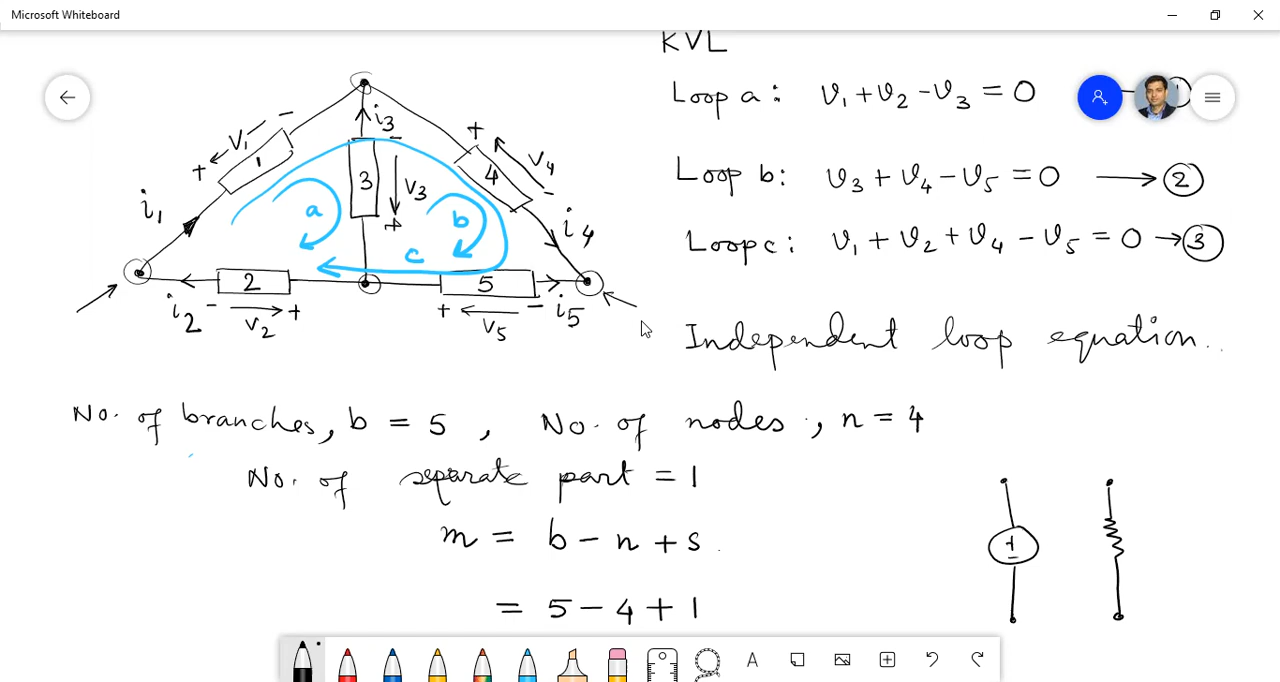 Microsoft Whiteboard
KVL
Loop a: v1 + v2 - v3 = 0 → 1
Loop b: v3 + v4 - v5 = 0 → 2
Loop c: v1 + v2 + v4 - v5 = 0 → 3
Independent loop equation..
i3
+ v1 -
1
+ v4 -
4
3
- v3 +
i1
a
b
i4
c
2
5
i2
- v2 +
+ v5 -
i5
No. of branches, b = 5 , No. of nodes, n = 4
No. of separate part = 1
m = b - n + s
+ -
= 5 - 4 + 1
A